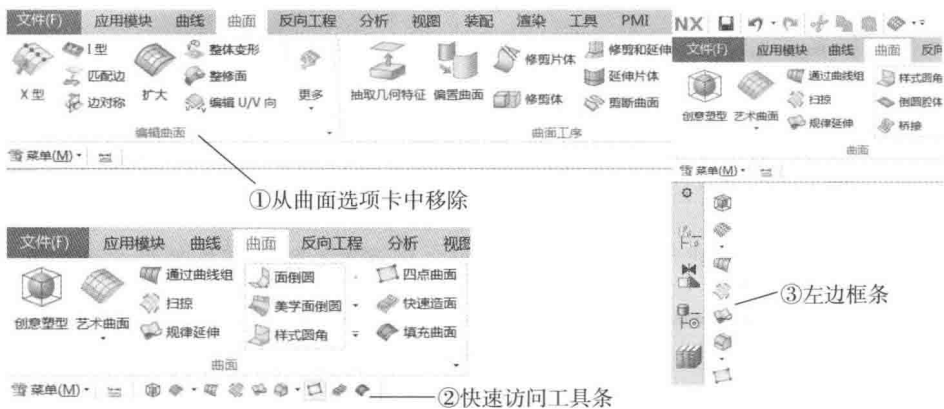 文件(F) 应用模块 曲线 曲面 反向工程 分析 视图 装配 渲染 工具 PMI
I 型 整体变形
匹配边 整修面
X 型 边对称 扩大 编辑 U/V 向 更多
编辑曲面
抽取几何特征 偏置曲面 修剪片体 修剪和延伸
延伸片体
修剪体 剪断曲面
曲面工序
菜单(M)
①从曲面选项卡中移除
NX
文件(F) 应用模块 曲线 曲面 反向
通过曲线组 样式圆角
扫掠 倒圆腔体
创意塑型 艺术曲面 规律延伸 桥接
曲面
菜单(M)
③左边框条
文件(F) 应用模块 曲线 曲面 反向工程 分析 视图
通过曲线组 面倒圆 四点曲面
扫掠 美学面倒圆 快速造面
创意塑型 艺术曲面 规律延伸 样式圆角 填充曲面
曲面
菜单(M)
②快速访问工具条